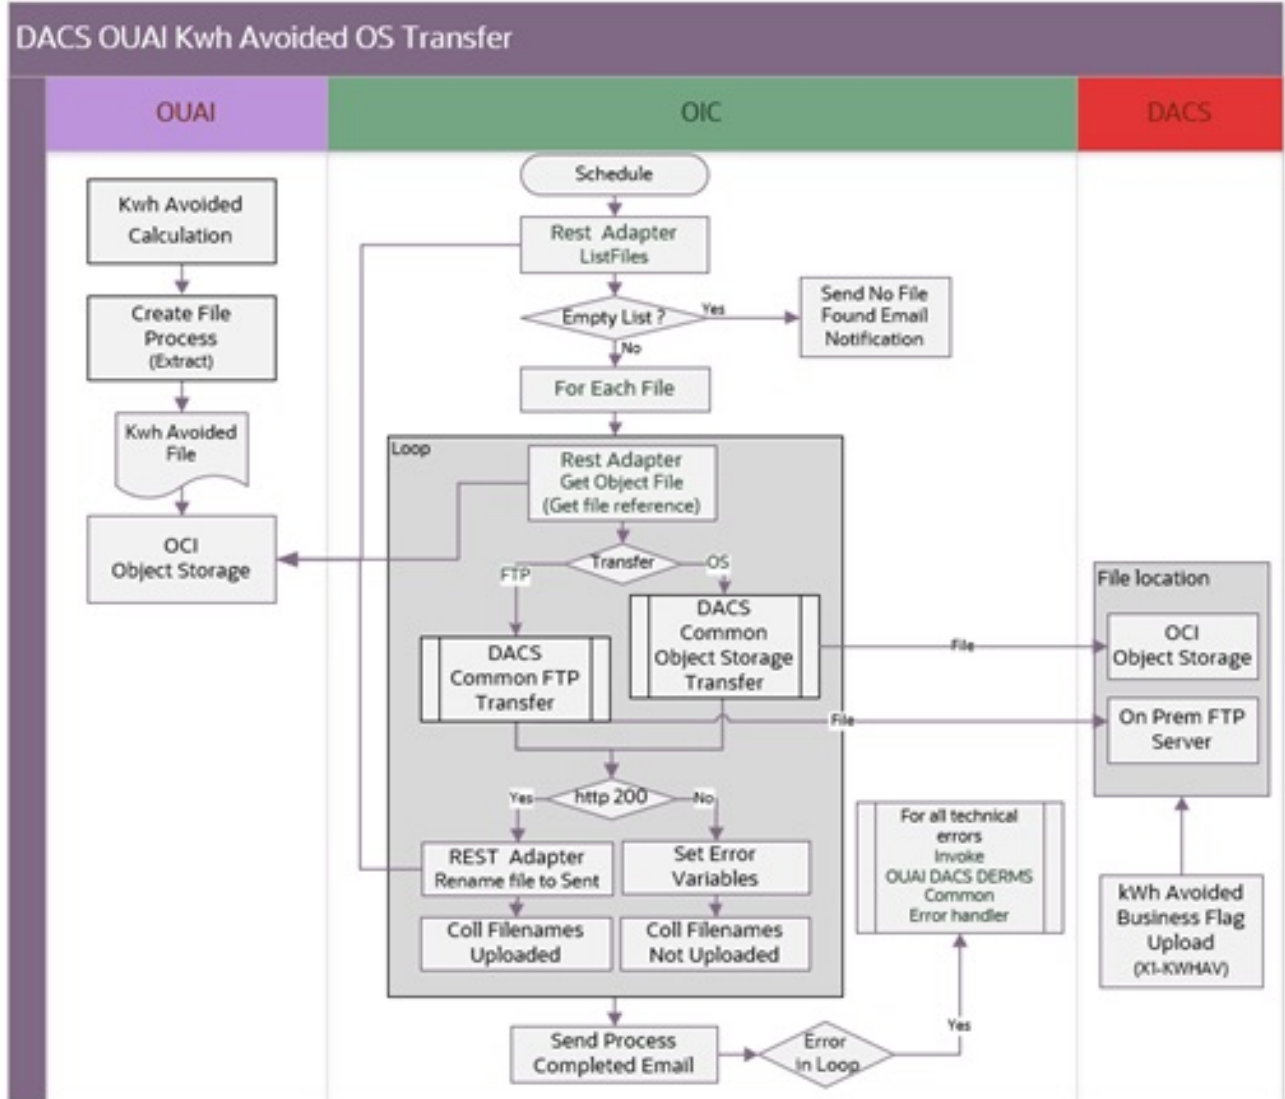 DACS OUAI Kwh Avoided OS Transfer
OUAI
OIC
DACS
Kwh Avoided
Calculation
Create File
Process
(Extract)
Kwh Avoided
File
OCI
Object Storage
Schedule
Rest Adapter
ListFiles
Empty List ?
Yes
No
Send No File
Found Email
Notification
For Each File
Loop
Rest Adapter
Get Object File
(Get file reference)
Transfer
FTP
OS
DACS
Common FTP
Transfer
DACS
Common
Object Storage
Transfer
File
File
http 200
Yes
No
REST Adapter
Rename file to Sent
Set Error
Variables
Coll Filenames
Uploaded
Coll Filenames
Not Uploaded
Send Process
Completed Email
Error
in Loop
Yes
For all technical
errors
Invoke
OUAI DACS DERMS
Common
Error handler
File location
OCI
Object Storage
On Prem FTP
Server
kWh Avoided
Business Flag
Upload
(X1-KWHAV)